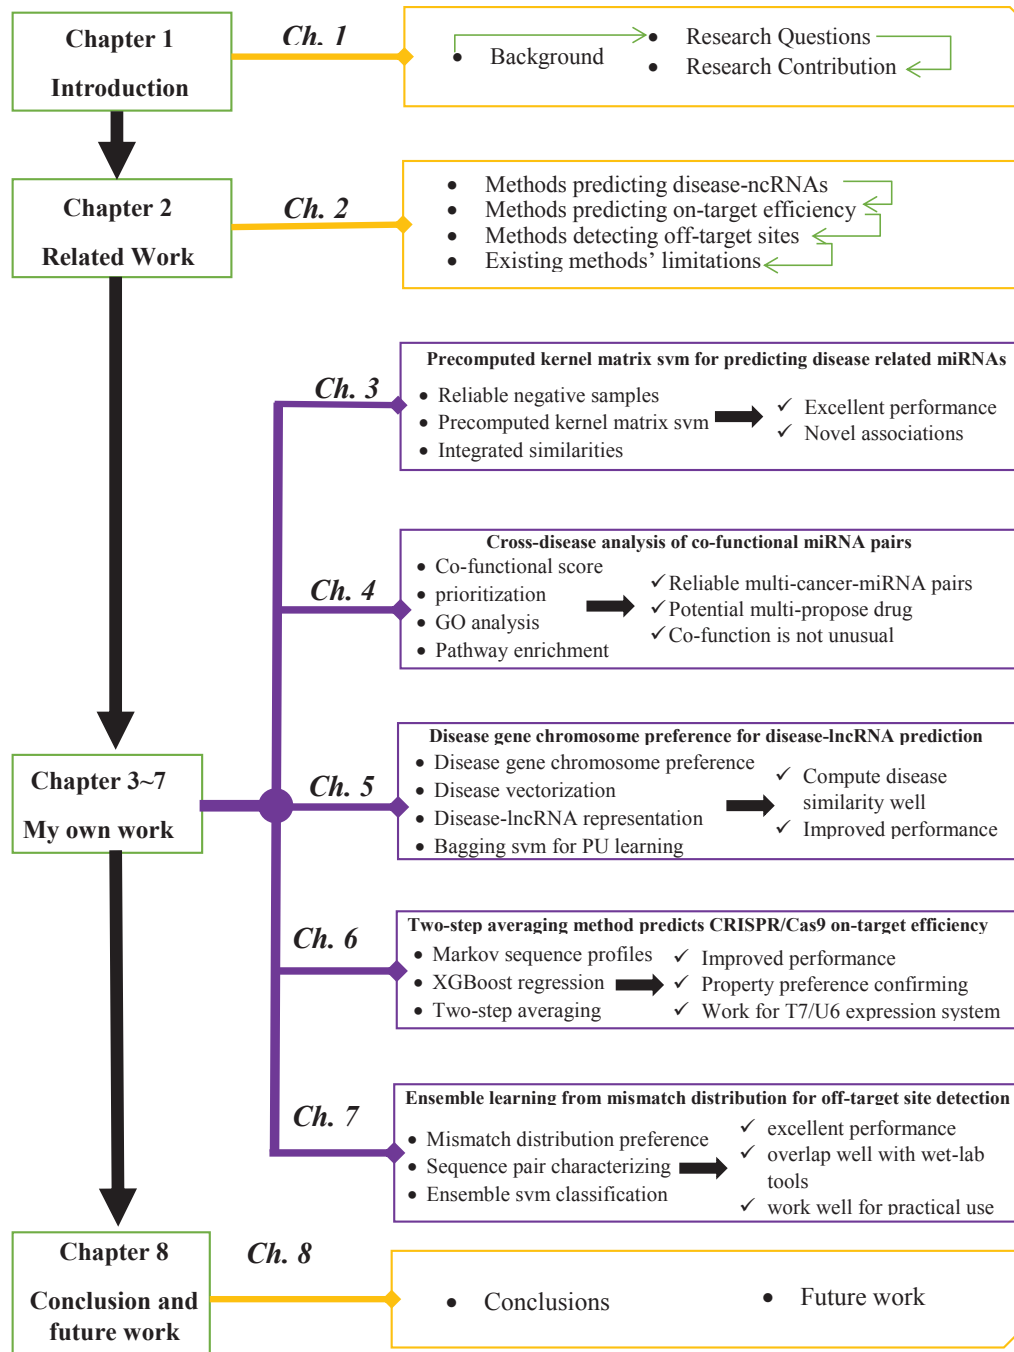 Chapter 1
Introduction
Ch. 1
• Background
• Research Questions
• Research Contribution
Chapter 2
Related Work
Ch. 2
• Methods predicting disease-ncRNAs
• Methods predicting on-target efficiency
• Methods detecting off-target sites
• Existing methods' limitations
Chapter 3~7
My own work
Ch. 3
Precomputed kernel matrix svm for predicting disease related miRNAs
• Reliable negative samples
• Precomputed kernel matrix svm
• Integrated similarities
✓ Excellent performance
✓ Novel associations
Ch. 4
Cross-disease analysis of co-functional miRNA pairs
• Co-functional score
• prioritization
• GO analysis
• Pathway enrichment
✓ Reliable multi-cancer-miRNA pairs
✓ Potential multi-propose drug
✓ Co-function is not unusual
Ch. 5
Disease gene chromosome preference for disease-lncRNA prediction
• Disease gene chromosome preference
• Disease vectorization
• Disease-lncRNA representation
• Bagging svm for PU learning
✓ Compute disease
similarity well
✓ Improved performance
Ch. 6
Two-step averaging method predicts CRISPR/Cas9 on-target efficiency
• Markov sequence profiles
• XGBoost regression
• Two-step averaging
✓ Improved performance
✓ Property preference confirming
✓ Work for T7/U6 expression system
Ch. 7
Ensemble learning from mismatch distribution for off-target site detection
• Mismatch distribution preference
• Sequence pair characterizing
• Ensemble svm classification
✓ excellent performance
✓ overlap well with wet-lab
tools
✓ work well for practical use
Chapter 8
Conclusion and
future work
Ch. 8
• Conclusions
• Future work